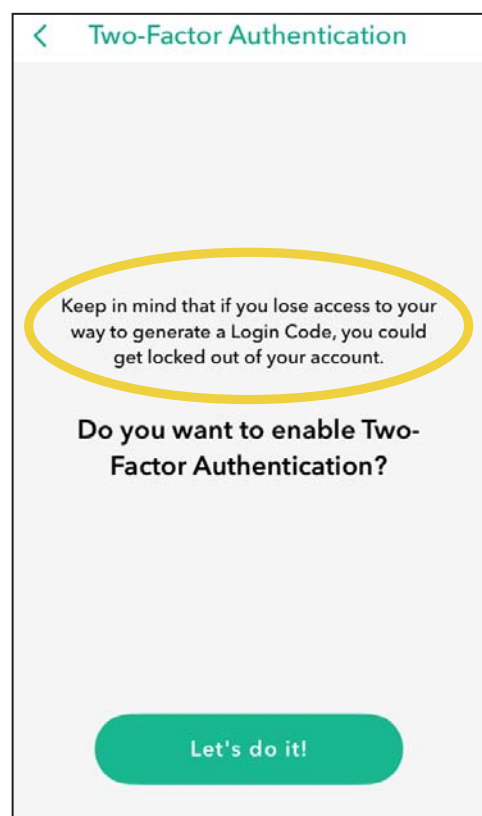 Two-Factor Authentication
Keep in mind that if you lose access to your
way to generate a Login Code, you could
get locked out of your account.
Do you want to enable Two-
Factor Authentication?
Let's do it!